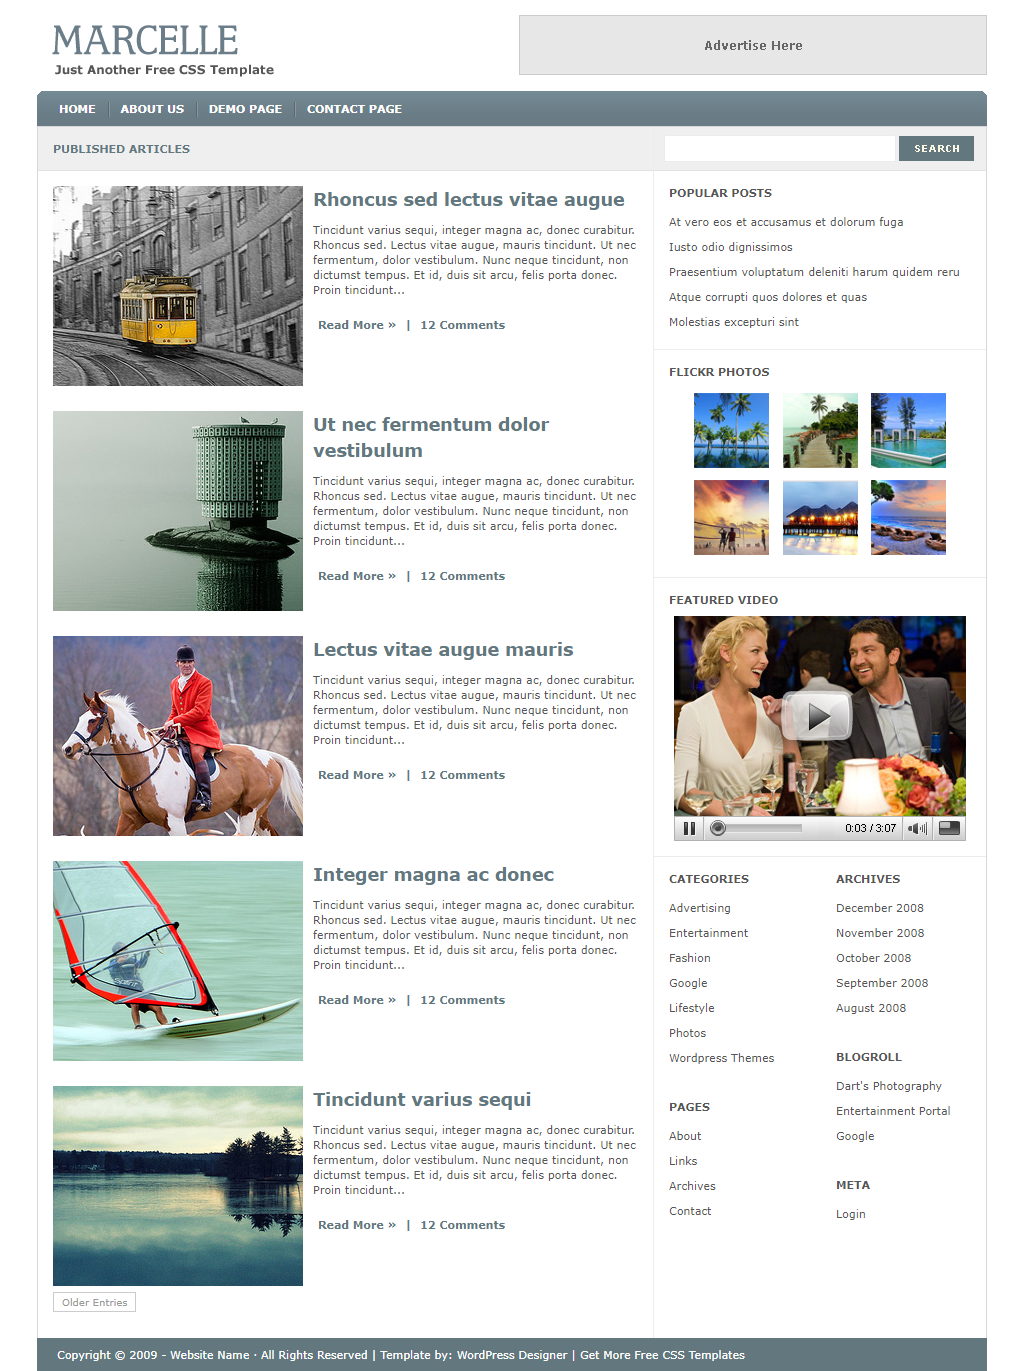 MARCELLE
Just Another Free CSS Template
Advertise Here
HOME
ABOUT US
DEMO PAGE
CONTACT PAGE
PUBLISHED ARTICLES
SEARCH
Rhoncus sed lectus vitae augue
Tincidunt varius sequi, integer magna ac, donec curabitur.
Rhoncus sed. Lectus vitae augue, mauris tincidunt. Ut nec
fermentum, dolor vestibulum. Nunc neque tincidunt, non
dictumst tempus. Et id, duis sit arcu, felis porta donec.
Proin tincidunt...
Read More » | 12 Comments
Ut nec fermentum dolor
vestibulum
Tincidunt varius sequi, integer magna ac, donec curabitur.
Rhoncus sed. Lectus vitae augue, mauris tincidunt. Ut nec
fermentum, dolor vestibulum. Nunc neque tincidunt, non
dictumst tempus. Et id, duis sit arcu, felis porta donec.
Proin tincidunt...
Read More » | 12 Comments
Lectus vitae augue mauris
Tincidunt varius sequi, integer magna ac, donec curabitur.
Rhoncus sed. Lectus vitae augue, mauris tincidunt. Ut nec
fermentum, dolor vestibulum. Nunc neque tincidunt, non
dictumst tempus. Et id, duis sit arcu, felis porta donec.
Proin tincidunt...
Read More » | 12 Comments
Integer magna ac donec
Tincidunt varius sequi, integer magna ac, donec curabitur.
Rhoncus sed. Lectus vitae augue, mauris tincidunt. Ut nec
fermentum, dolor vestibulum. Nunc neque tincidunt, non
dictumst tempus. Et id, duis sit arcu, felis porta donec.
Proin tincidunt...
Read More » | 12 Comments
Tincidunt varius sequi
Tincidunt varius sequi, integer magna ac, donec curabitur.
Rhoncus sed. Lectus vitae augue, mauris tincidunt. Ut nec
fermentum, dolor vestibulum. Nunc neque tincidunt, non
dictumst tempus. Et id, duis sit arcu, felis porta donec.
Proin tincidunt...
Read More » | 12 Comments
Older Entries
POPULAR POSTS
At vero eos et accusamus et dolorum fuga
Iusto odio dignissimos
Praesentium voluptatum deleniti harum quidem reru
Atque corrupti quos dolores et quas
Molestias excepturi sint
FLICKR PHOTOS
FEATURED VIDEO
0:03 / 3:07
CATEGORIES
Advertising
Entertainment
Fashion
Google
Lifestyle
Photos
Wordpress Themes
PAGES
About
Links
Archives
Contact
ARCHIVES
December 2008
November 2008
October 2008
September 2008
August 2008
BLOGROLL
Dart's Photography
Entertainment Portal
Google
META
Login
Copyright © 2009 - Website Name · All Rights Reserved | Template by: WordPress Designer | Get More Free CSS Templates